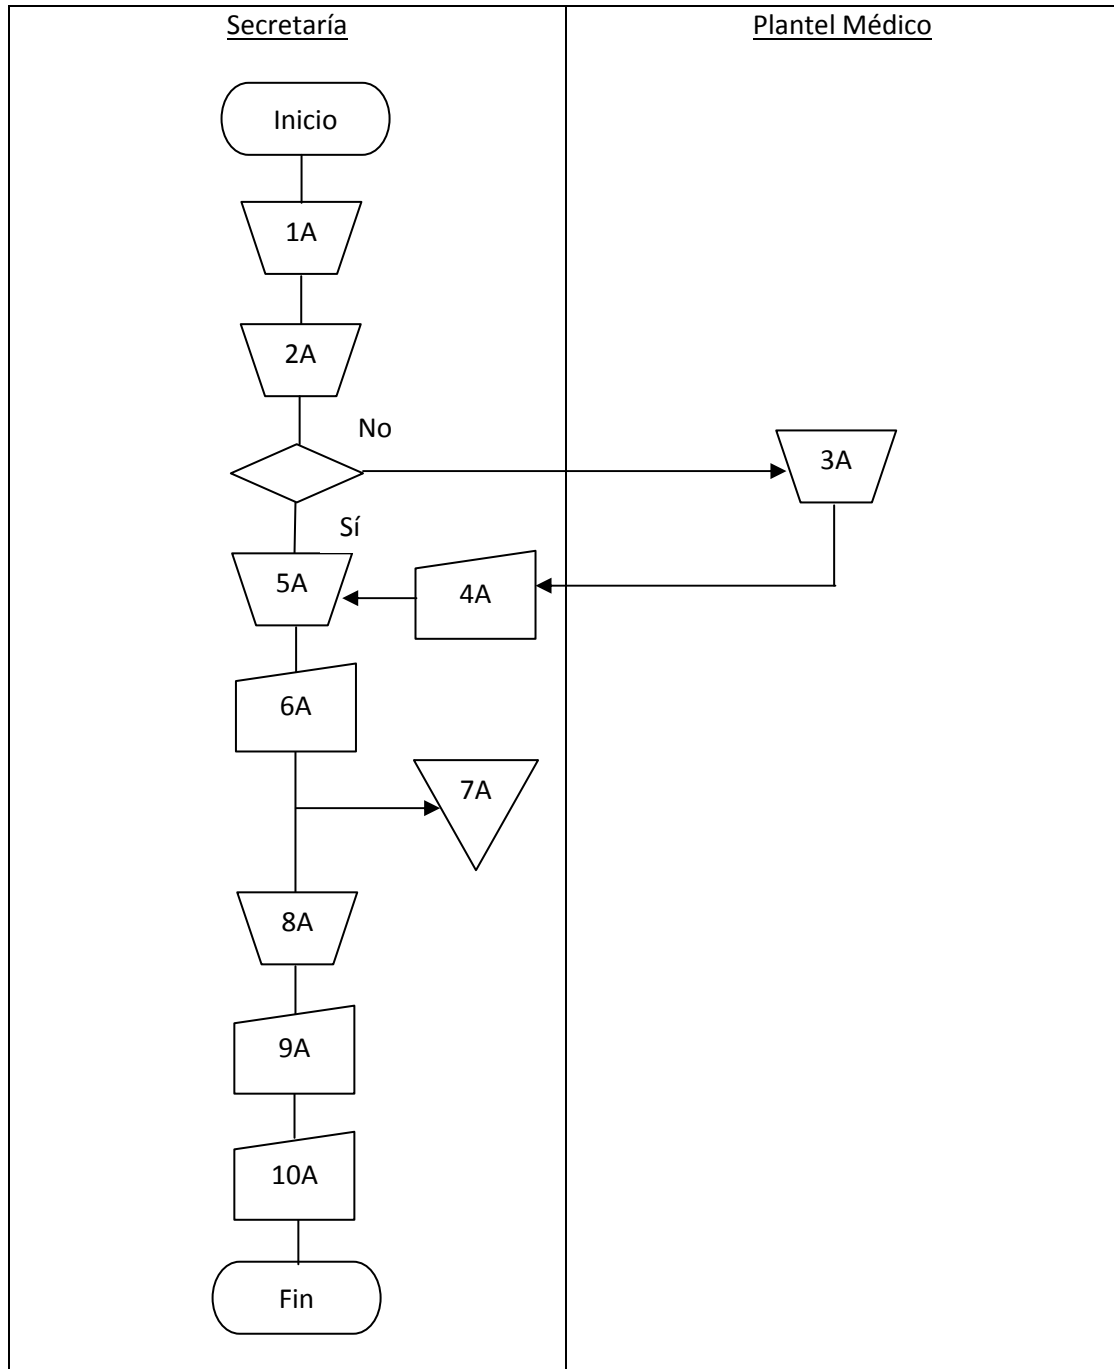 Secretaría
Plantel Médico
Inicio
1A
2A
No
3A
Sí
5A
4A
6A
7A
8A
9A
10A
Fin